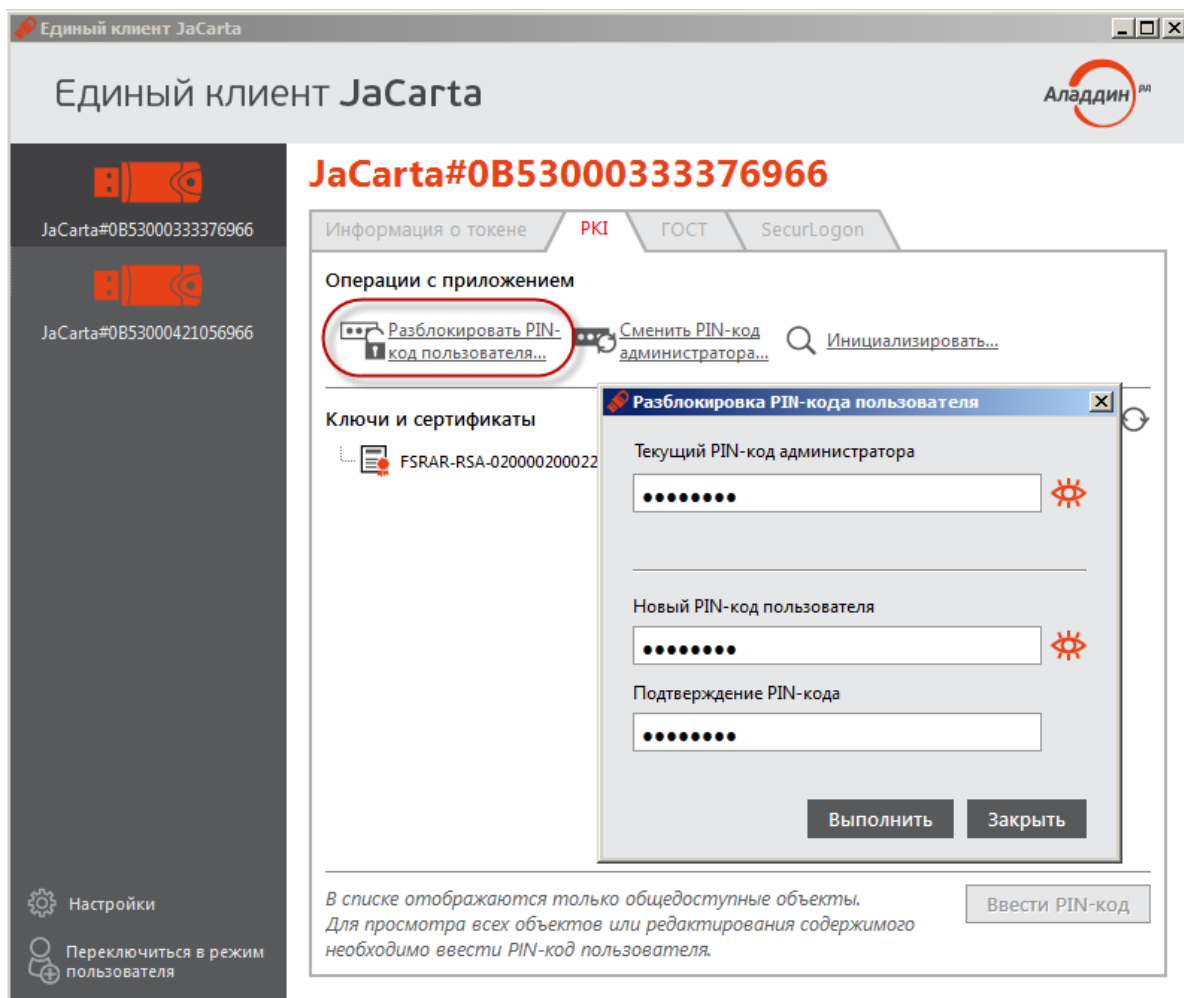 Единый клиент JaCarta
Единый клиент JaCarta
Аладдин РД
JaCarta#0B53000333376966
JaCarta#0B53000421056966
Настройки
Переключиться в режим
пользователя
JaCarta#0B53000333376966
Информация о токене
PKI
ГОСТ
SecurLogon
Операции с приложением
Разблокировать PIN-
код пользователя...
Сменить PIN-код
администратора...
Инициализировать...
Ключи и сертификаты
FSRAR-RSA-020000200022
Разблокировка PIN-кода пользователя
Текущий PIN-код администратора
••••••••
Новый PIN-код пользователя
••••••••
Подтверждение PIN-кода
••••••••
Выполнить
Закрыть
В списке отображаются только общедоступные объекты.
Для просмотра всех объектов или редактирования содержимого
необходимо ввести PIN-код пользователя.
Ввести PIN-код